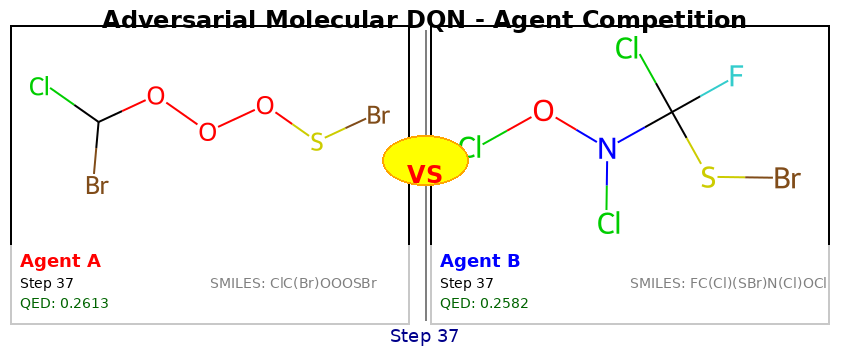 Adversarial Molecular DQN - Agent Competition
Cl
O
O
O
S
Br
Br
VS
Cl
F
O
Cl
N
S
Br
Cl
Agent A
Step 37
SMILES: ClC(Br)OOOSBr
QED: 0.2613
Agent B
Step 37
SMILES: FC(Cl)(SBr)N(Cl)OCl
QED: 0.2582
Step 37